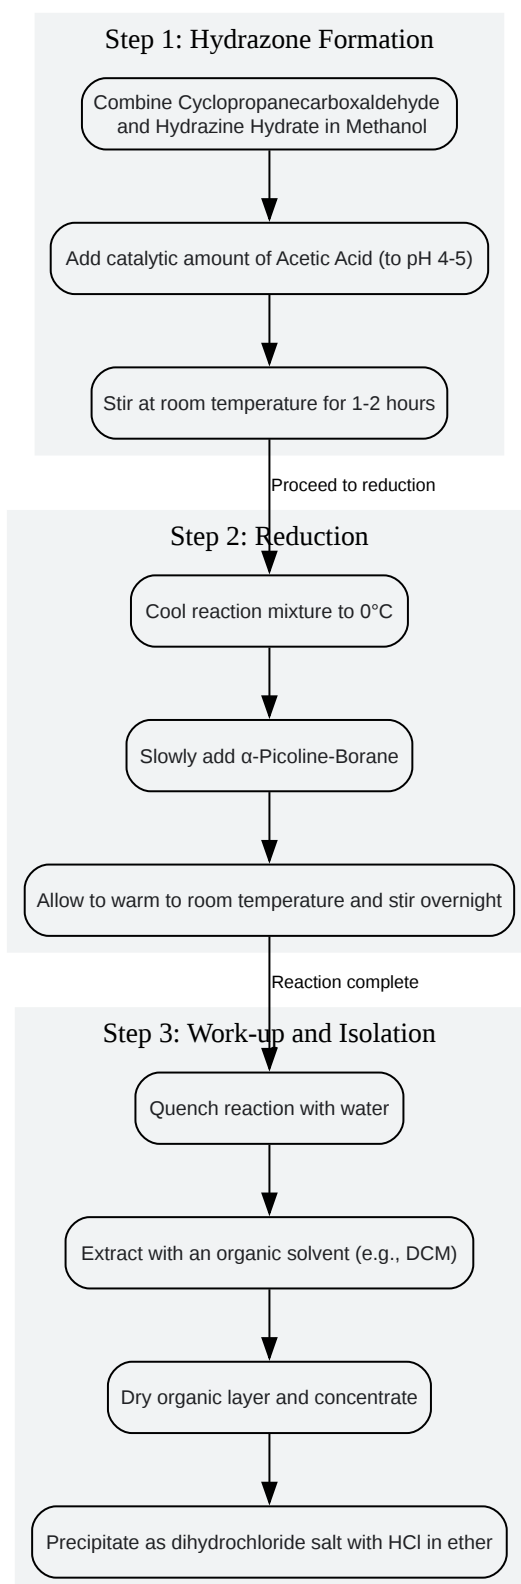 Step 1: Hydrazone Formation
Combine Cyclopropanecarboxaldehyde
and Hydrazine Hydrate in Methanol
Add catalytic amount of Acetic Acid (to pH 4-5)
Stir at room temperature for 1-2 hours
Proceed to reduction
Step 2: Reduction
Cool reaction mixture to 0°C
Slowly add α-Picoline-Borane
Allow to warm to room temperature and stir overnight
Reaction complete
Step 3: Work-up and Isolation
Quench reaction with water
Extract with an organic solvent (e.g., DCM)
Dry organic layer and concentrate
Precipitate as dihydrochloride salt with HCl in ether